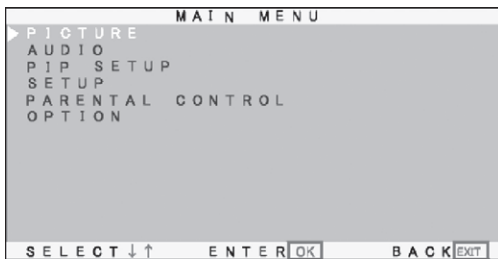 MAIN MENU
PICTURE
AUDIO
PIP SETUP
SETUP
PARENTAL CONTROL
OPTION
SELECT↓↑ ENTER OK BACK EXIT